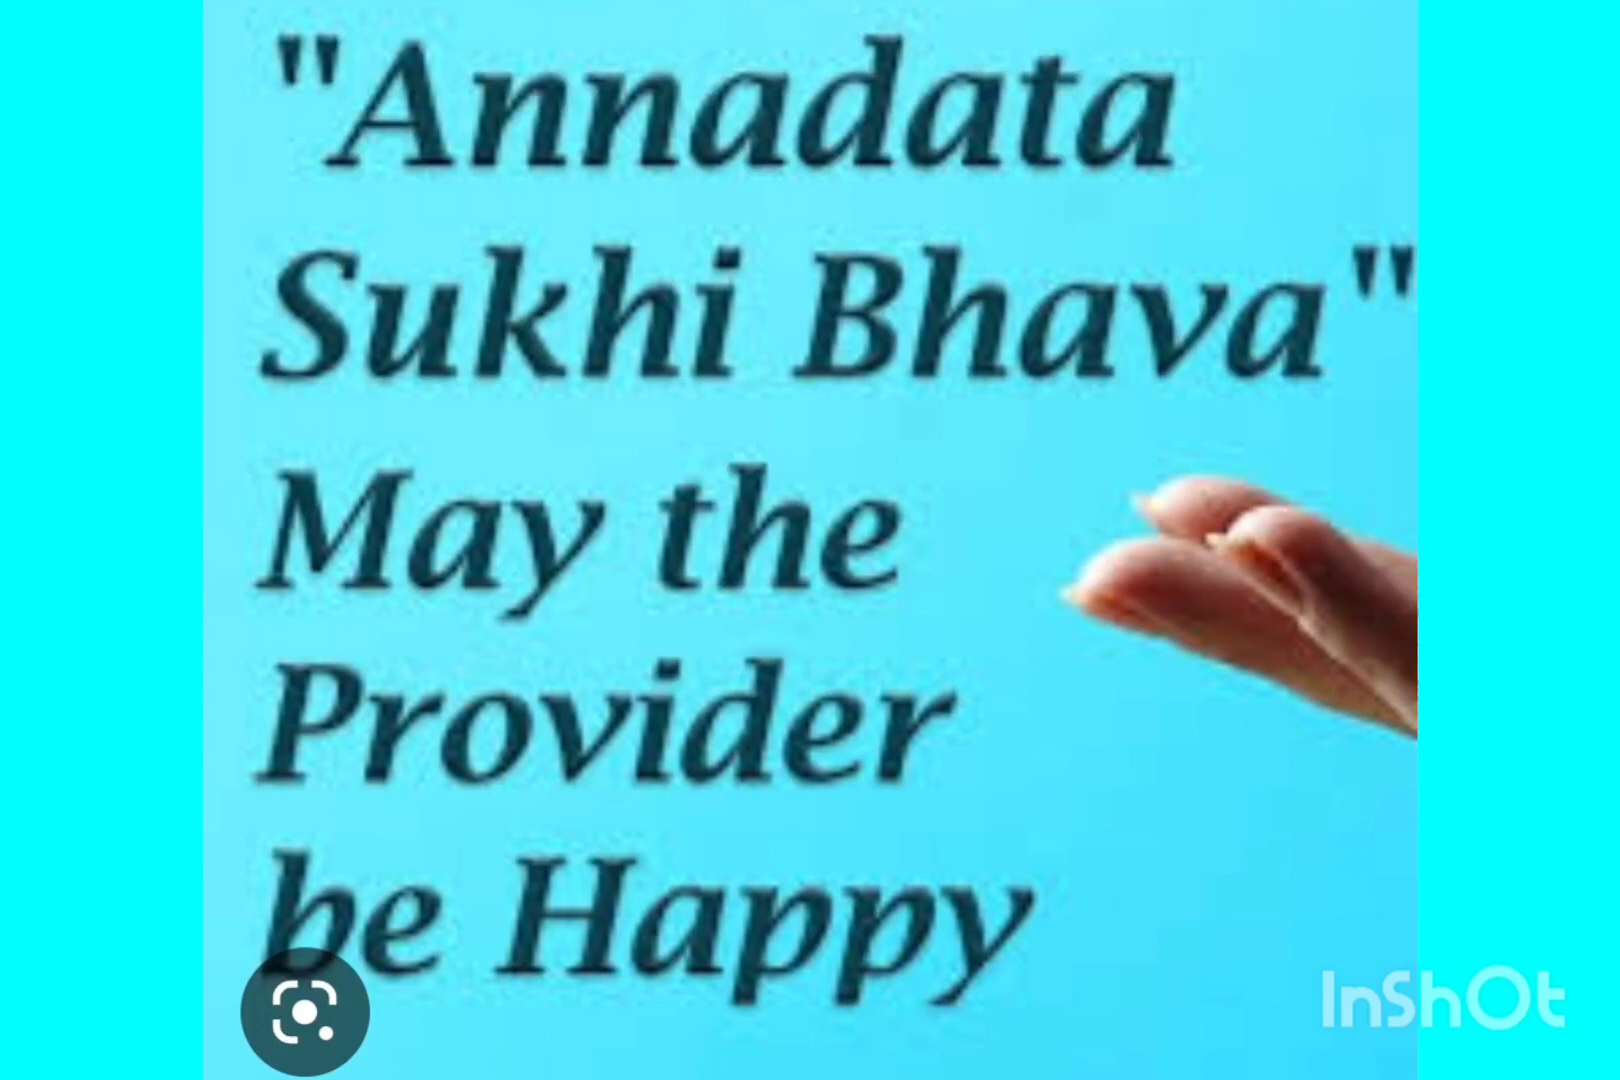 "Annadata
Sukhi Bhava"
May the
Provider
be Happy
InShOt